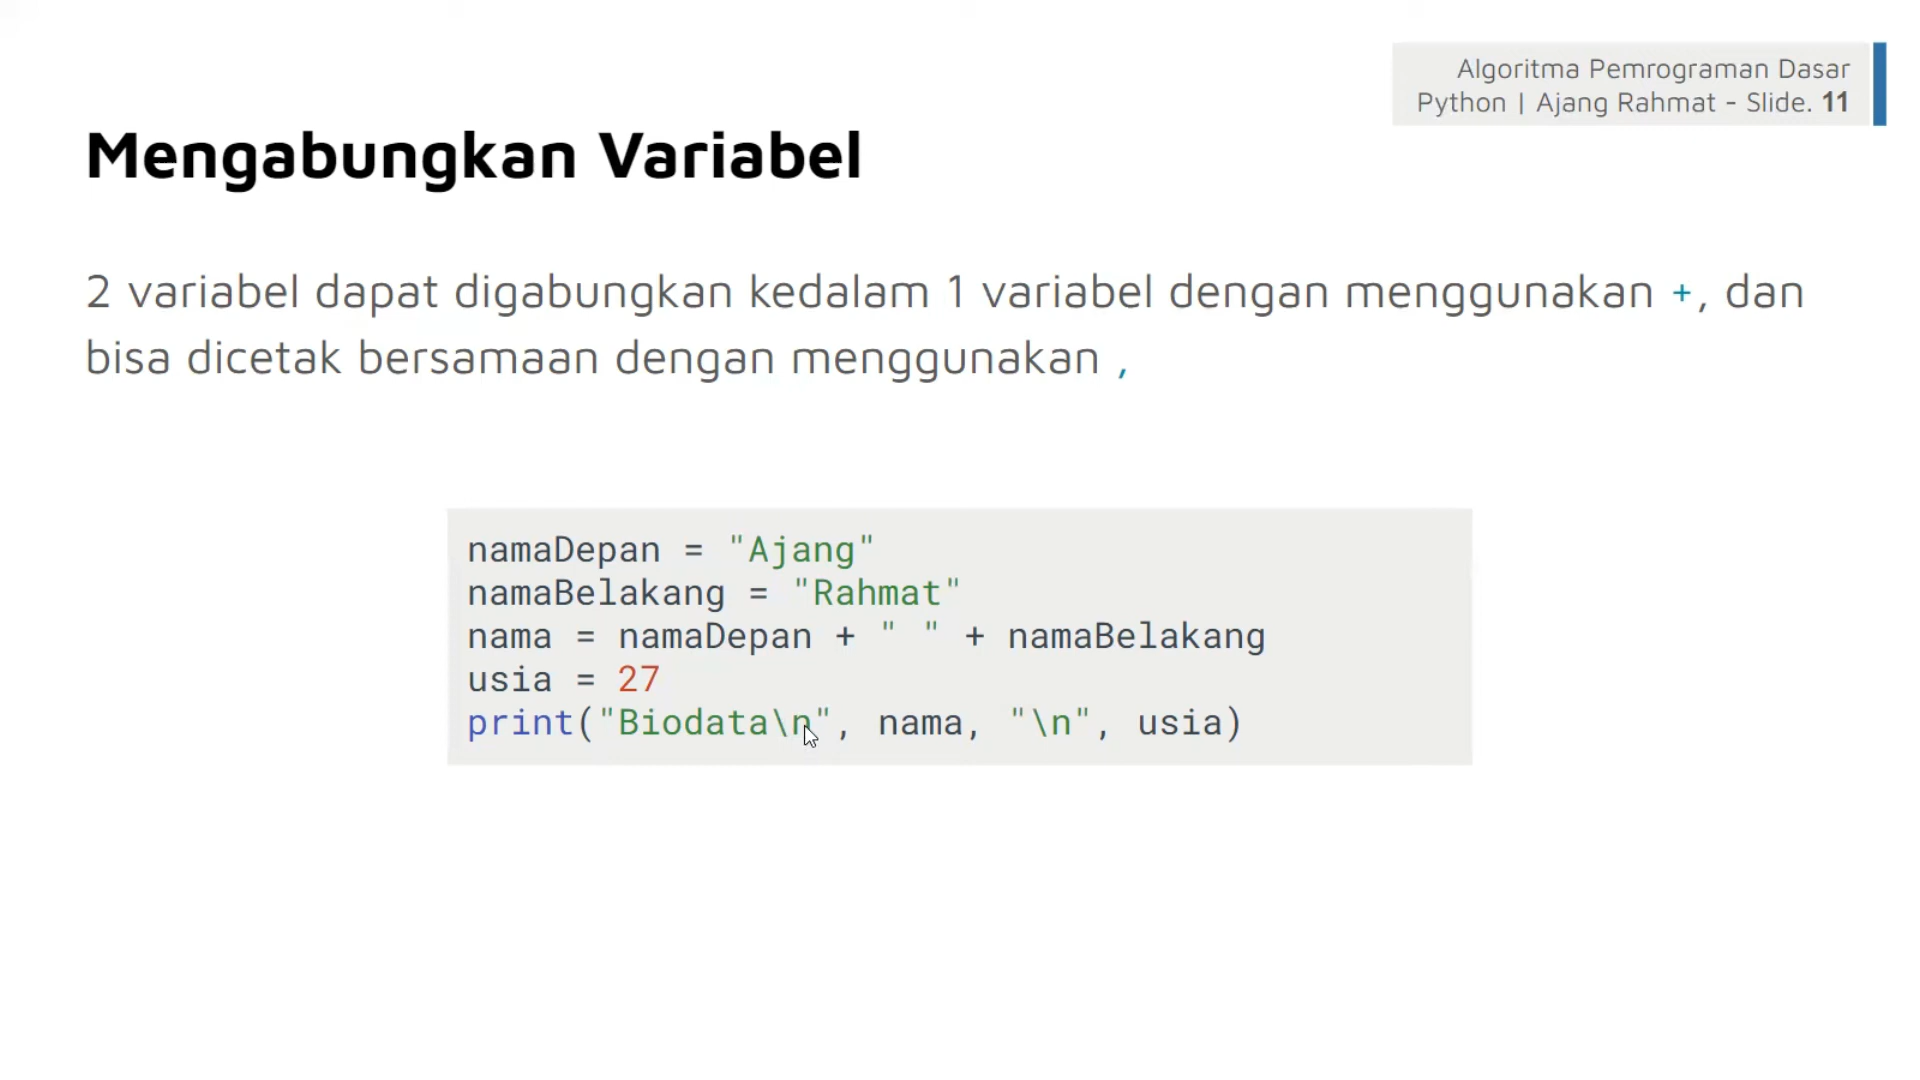 Algoritma Pemrograman Dasar
Python | Ajang Rahmat - Slide. 11
Mengabungkan Variabel
2 variabel dapat digabungkan kedalam 1 variabel dengan menggunakan +, dan
bisa dicetak bersamaan dengan menggunakan ,
namaDepan = "Ajang"
namaBelakang = "Rahmat"
nama = namaDepan + " " + namaBelakang
usia = 27
print("Biodata\n", nama, "\n", usia)